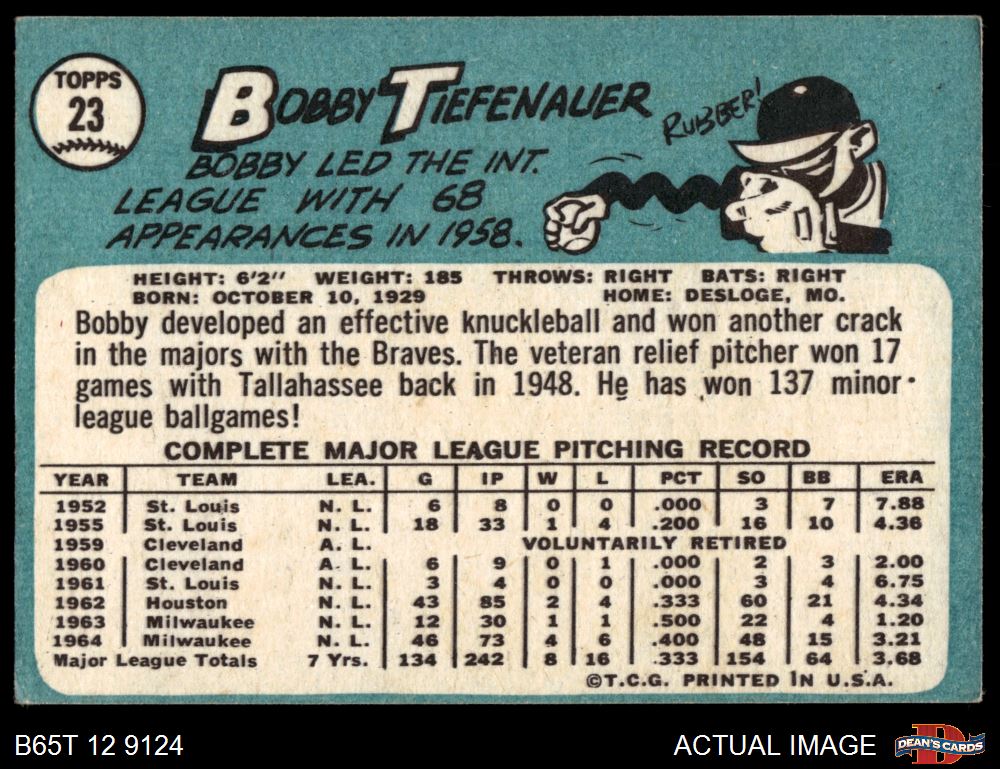 TOPPS
23
BOBBY TIEFENAUER
RUBBER!
BOBBY LED THE INT.
LEAGUE WITH 68
APPEARANCES IN 1958.
HEIGHT: 6'2" WEIGHT: 185 THROWS: RIGHT BATS: RIGHT
BORN: OCTOBER 10, 1929 HOME: DESLOGE, MO.
Bobby developed an effective knuckleball and won another crack
in the majors with the Braves. The veteran relief pitcher won 17
games with Tallahassee back in 1948. He has won 137 minor
league ballgames!
COMPLETE MAJOR LEAGUE PITCHING RECORD
YEAR TEAM LEA. G IP W L PCT SO BB ERA
1952 St. Louis N. L. 6 8 0 0 .000 3 7 7.88
1955 St. Louis N. L. 18 33 1 4 .200 16 10 4.36
1959 Cleveland A. L. VOLUNTARILY RETIRED
1960 Cleveland A. L. 6 9 0 1 .000 2 3 2.00
1961 St. Louis N. L. 3 4 0 0 .000 3 4 6.75
1962 Houston N. L. 43 85 2 4 .333 60 21 4.34
1963 Milwaukee N. L. 12 30 1 1 .500 22 4 1.20
1964 Milwaukee N. L. 46 73 4 6 .400 48 15 3.21
Major League Totals 7 Yrs. 134 242 8 16 .333 154 64 3.68
©T.C.G. PRINTED IN U.S.A.
B65T 12 9124 ACTUAL IMAGE DEAN'S CARDS